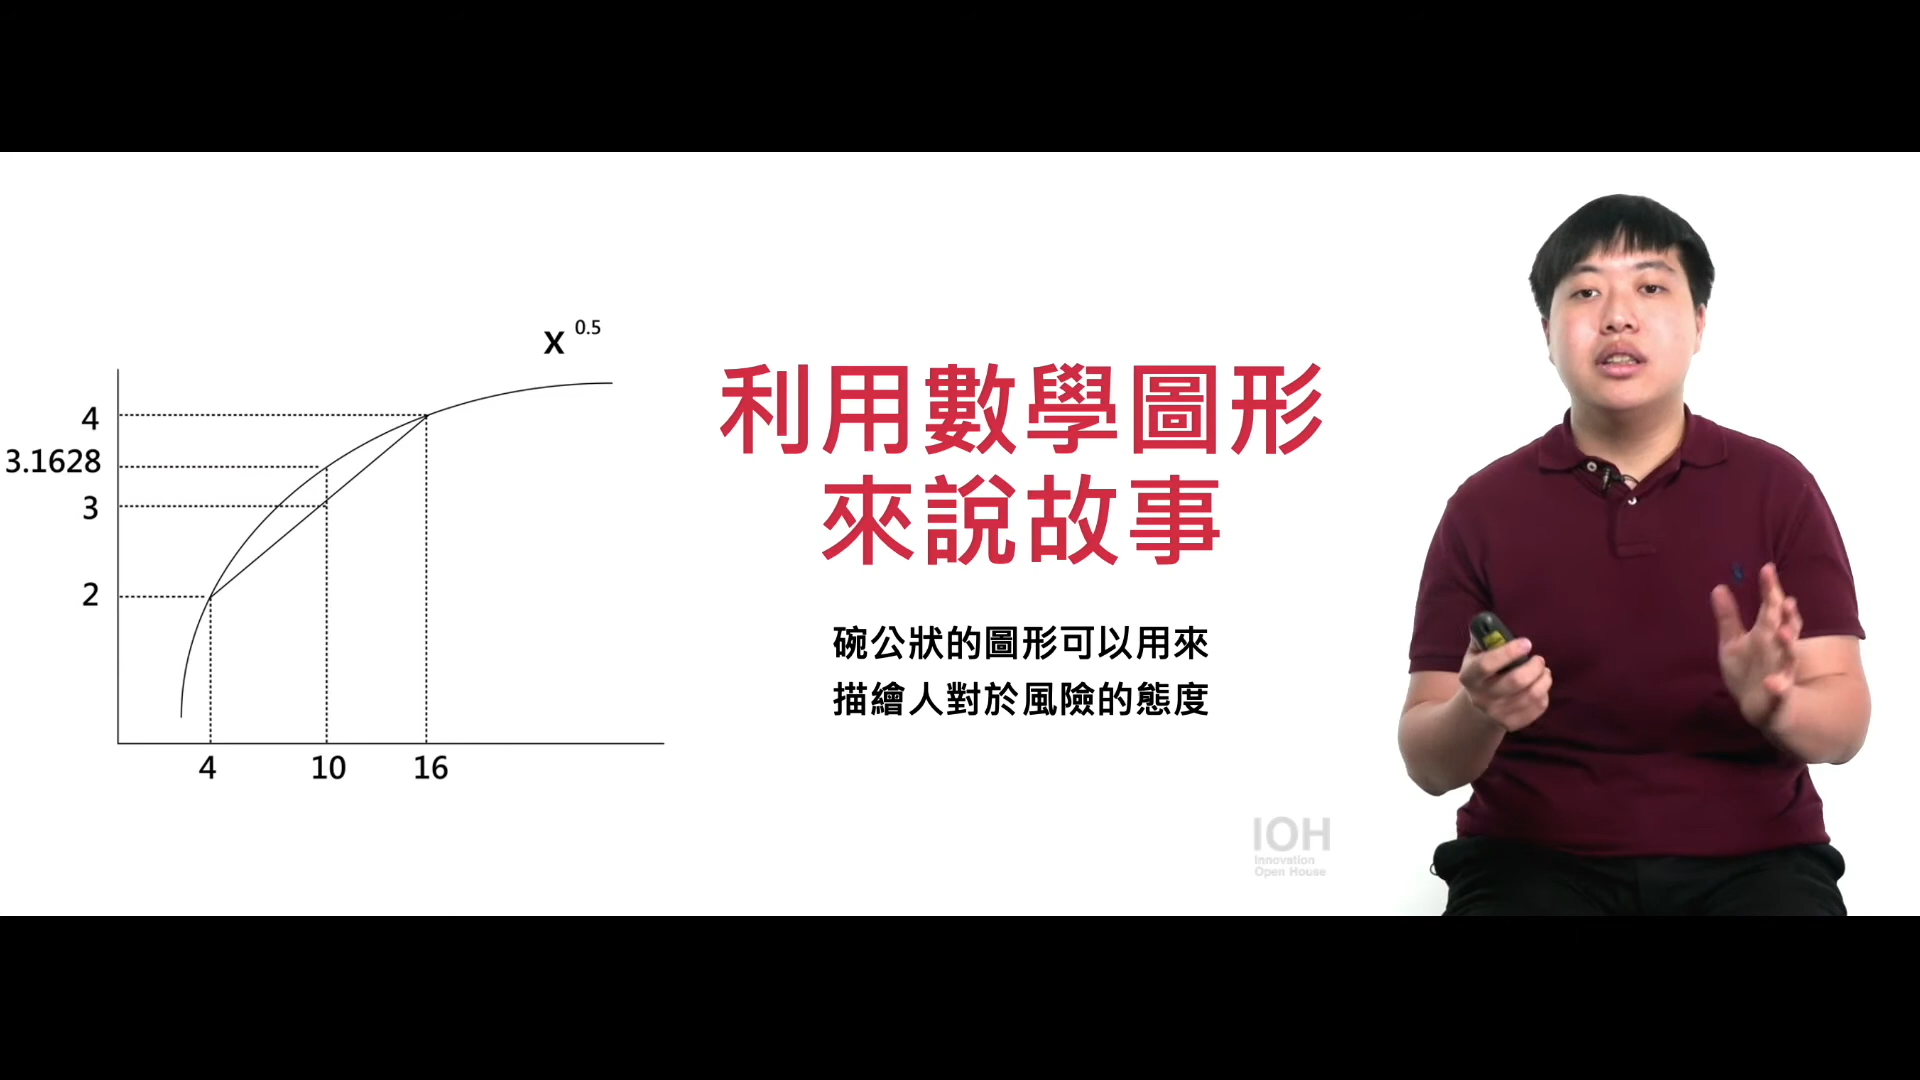 X 0.5
4
3.1628
3
2
4 10 16
利用數學圖形
來說故事
碗公狀的圖形可以用來
描繪人對於風險的態度
IOH
Innovation
Open House